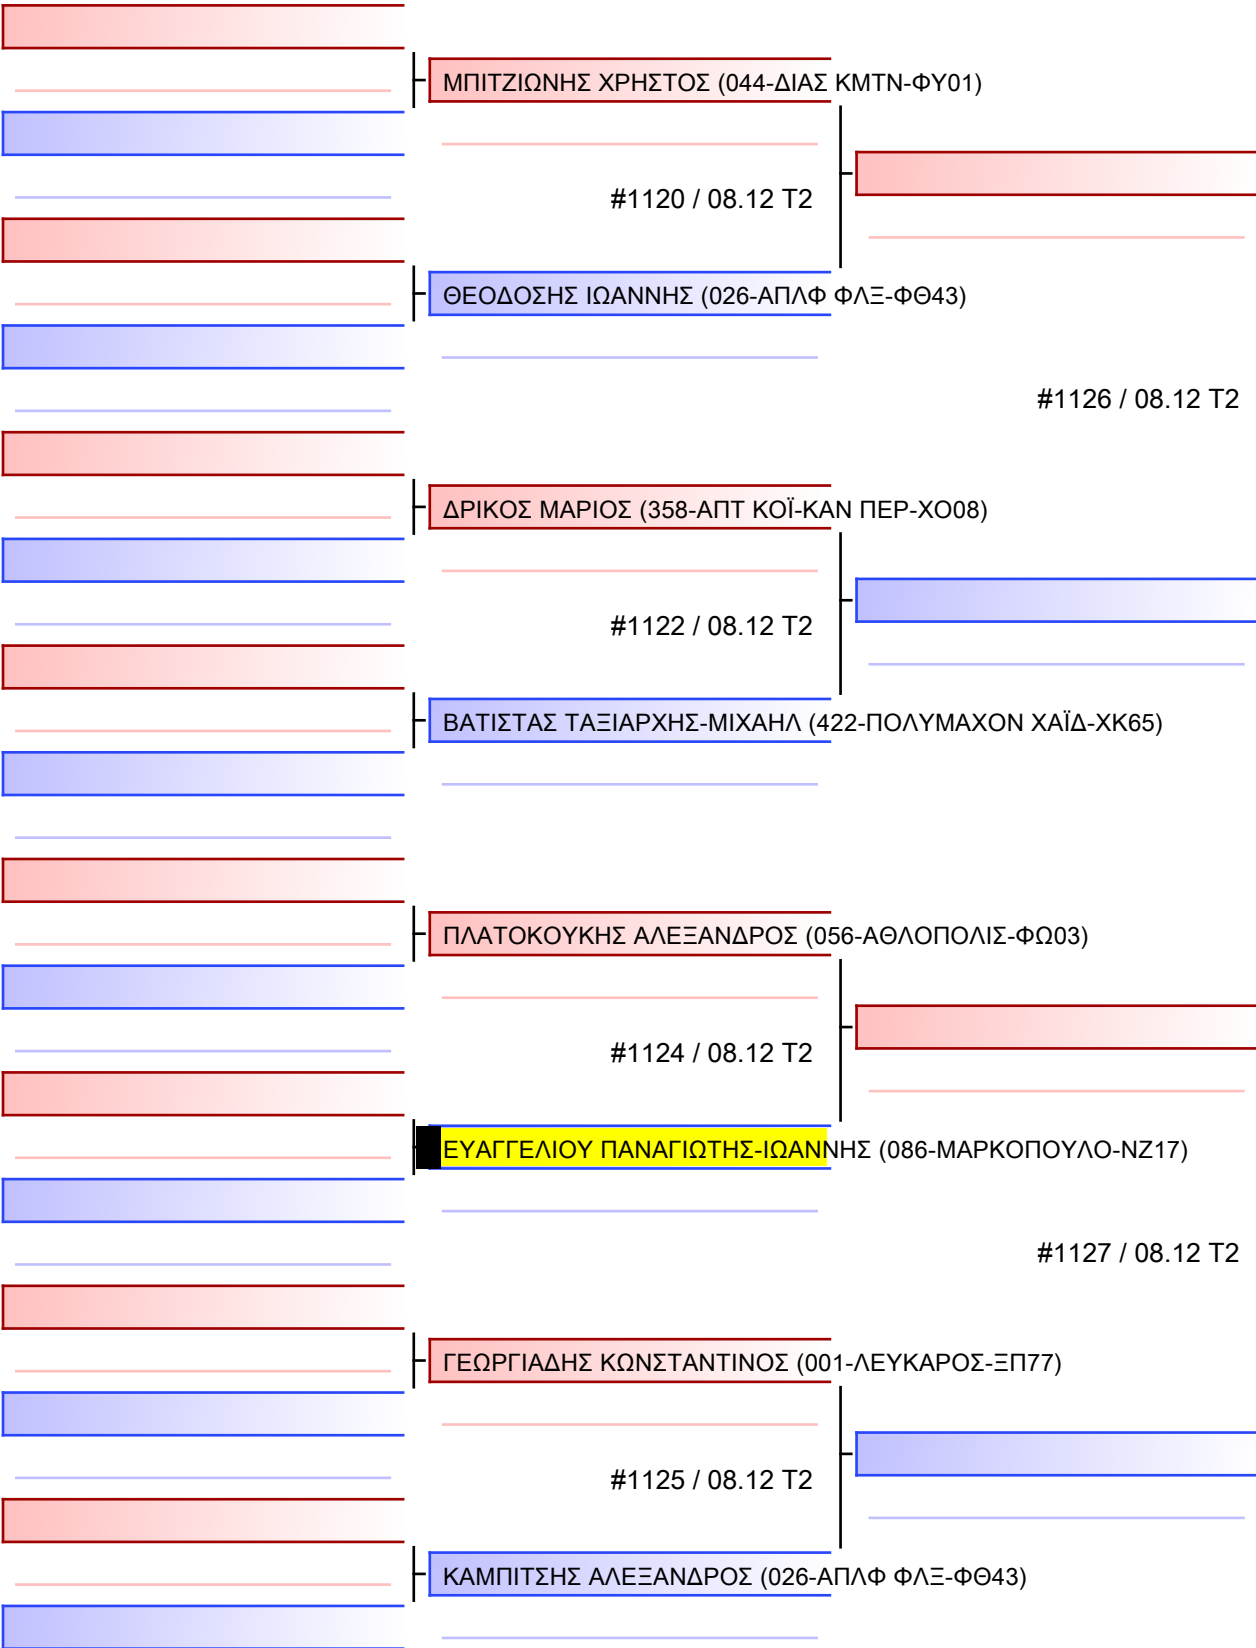 ΜΠΙΤΖΙΩΝΗΣ ΧΡΗΣΤΟΣ (044-ΔΙΑΣ ΚΜΤΝ-ΦΥ01)
#1120 / 08.12 T2
ΘΕΟΔΟΣΗΣ ΙΩΑΝΝΗΣ (026-ΑΠΛΦ ΦΛΞ-ΦΘ43)
#1126 / 08.12 T2
ΔΡΙΚΟΣ ΜΑΡΙΟΣ (358-ΑΠΤ ΚΟΪ-ΚΑΝ ΠΕΡ-ΧΟ08)
#1122 / 08.12 T2
ΒΑΤΙΣΤΑΣ ΤΑΞΙΑΡΧΗΣ-ΜΙΧΑΗΛ (422-ΠΟΛΥΜΑΧΟΝ ΧΑΪΔ-ΧΚ65)
ΠΛΑΤΟΚΟΥΚΗΣ ΑΛΕΞΑΝΔΡΟΣ (056-ΑΘΛΟΠΟΛΙΣ-ΦΩ03)
#1124 / 08.12 T2
ΕΥΑΓΓΕΛΙΟΥ ΠΑΝΑΓΙΩΤΗΣ-ΙΩΑΝΝΗΣ (086-ΜΑΡΚΟΠΟΥΛΟ-ΝΖ17)
#1127 / 08.12 T2
ΓΕΩΡΓΙΑΔΗΣ ΚΩΝΣΤΑΝΤΙΝΟΣ (001-ΛΕΥΚΑΡΟΣ-ΞΠ77)
#1125 / 08.12 T2
ΚΑΜΠΙΤΣΗΣ ΑΛΕΞΑΝΔΡΟΣ (026-ΑΠΛΦ ΦΛΞ-ΦΘ43)